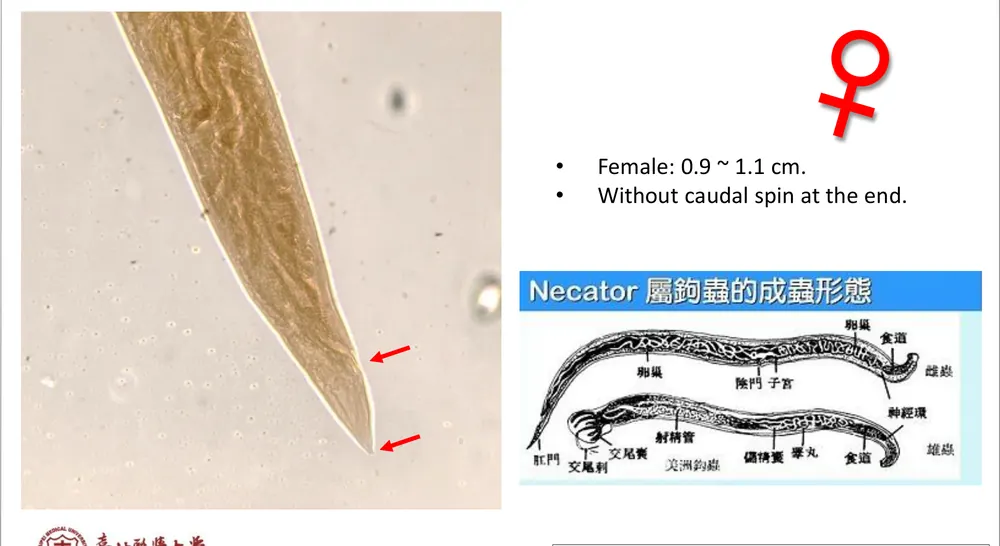 • Female: 0.9 ~ 1.1 cm.
• Without caudal spin at the end.
Necator 屬鉤蟲的成蟲形態
卵巢
食道
卵巢
陰門 子宮
雌蟲
神經環
肛門
交尾刺
交尾囊
射精管
美洲鈎蟲
儲精囊
睪丸
食道
雄蟲